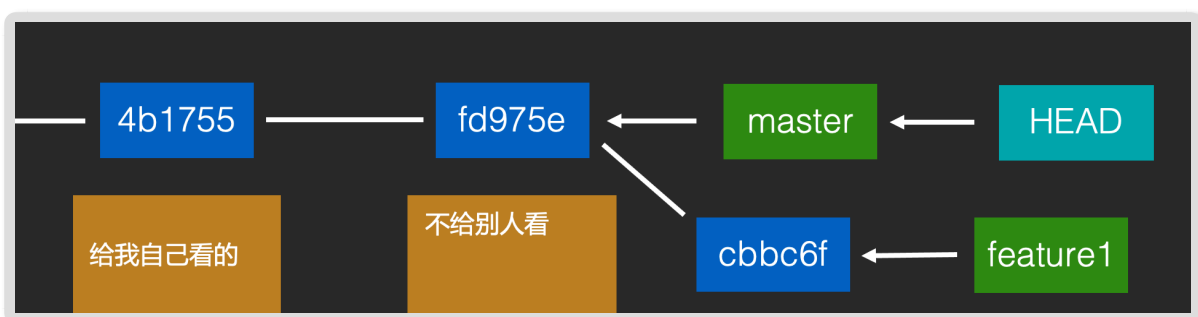 4b1755
fd975e
master
HEAD
给我自己看的
不给别人看
cbbc6f
feature1